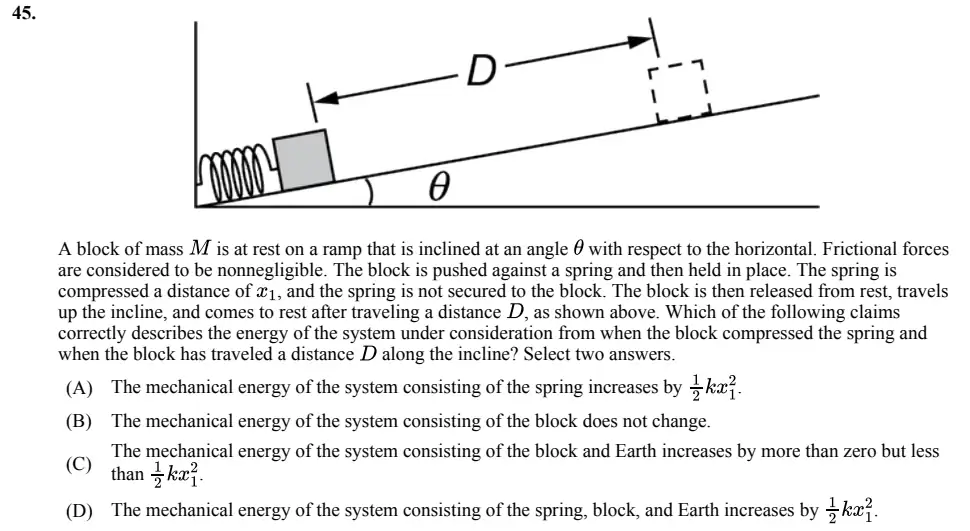 45.
D
θ
A block of mass M is at rest on a ramp that is inclined at an angle θ with respect to the horizontal. Frictional forces
are considered to be nonnegligible. The block is pushed against a spring and then held in place. The spring is
compressed a distance of x₁, and the spring is not secured to the block. The block is then released from rest, travels
up the incline, and comes to rest after traveling a distance D, as shown above. Which of the following claims
correctly describes the energy of the system under consideration from when the block compressed the spring and
when the block has traveled a distance D along the incline? Select two answers.
(A) The mechanical energy of the system consisting of the spring increases by ½kx₁².
(B) The mechanical energy of the system consisting of the block does not change.
(C) The mechanical energy of the system consisting of the block and Earth increases by more than zero but less
than ½kx₁².
(D) The mechanical energy of the system consisting of the spring, block, and Earth increases by ½kx₁².